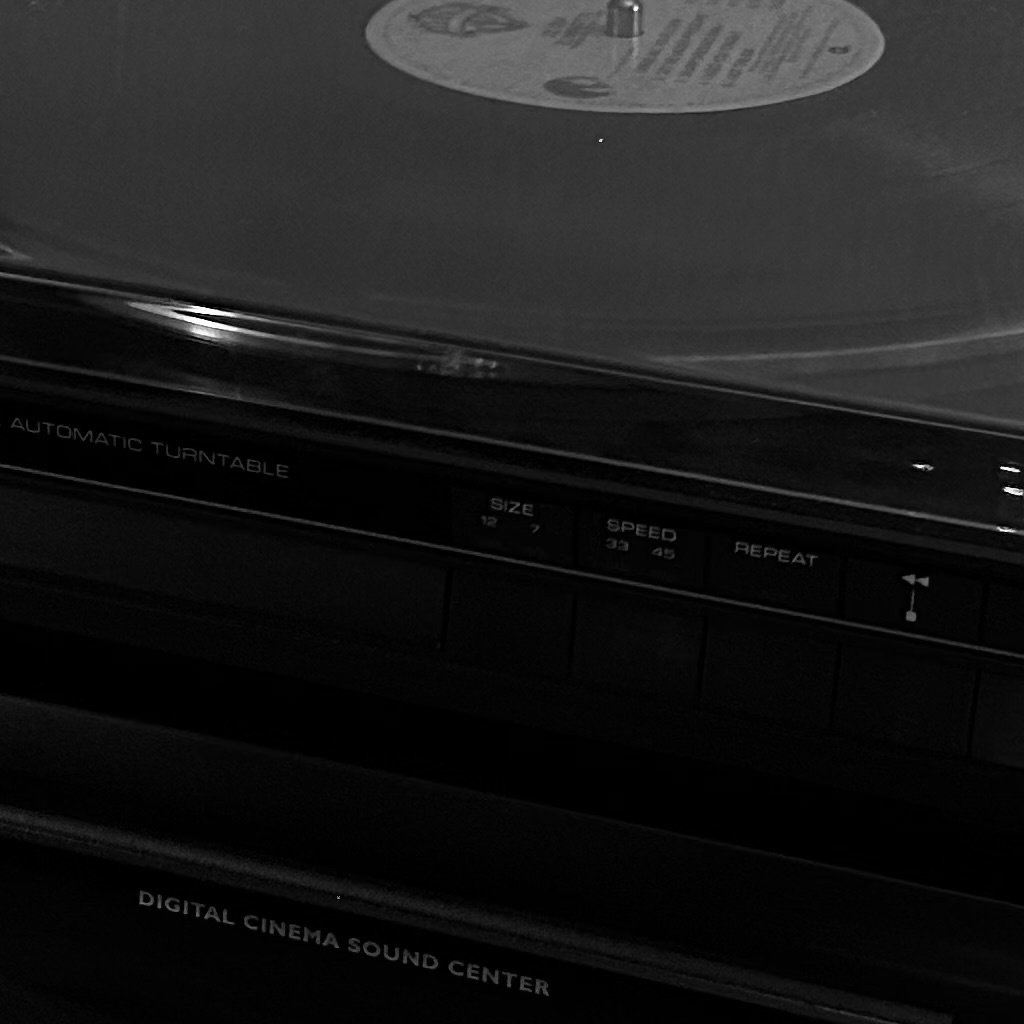 AUTOMATIC TURNTABLE
SIZE
12 7
SPEED
33 45
REPEAT
DIGITAL CINEMA SOUND CENTER